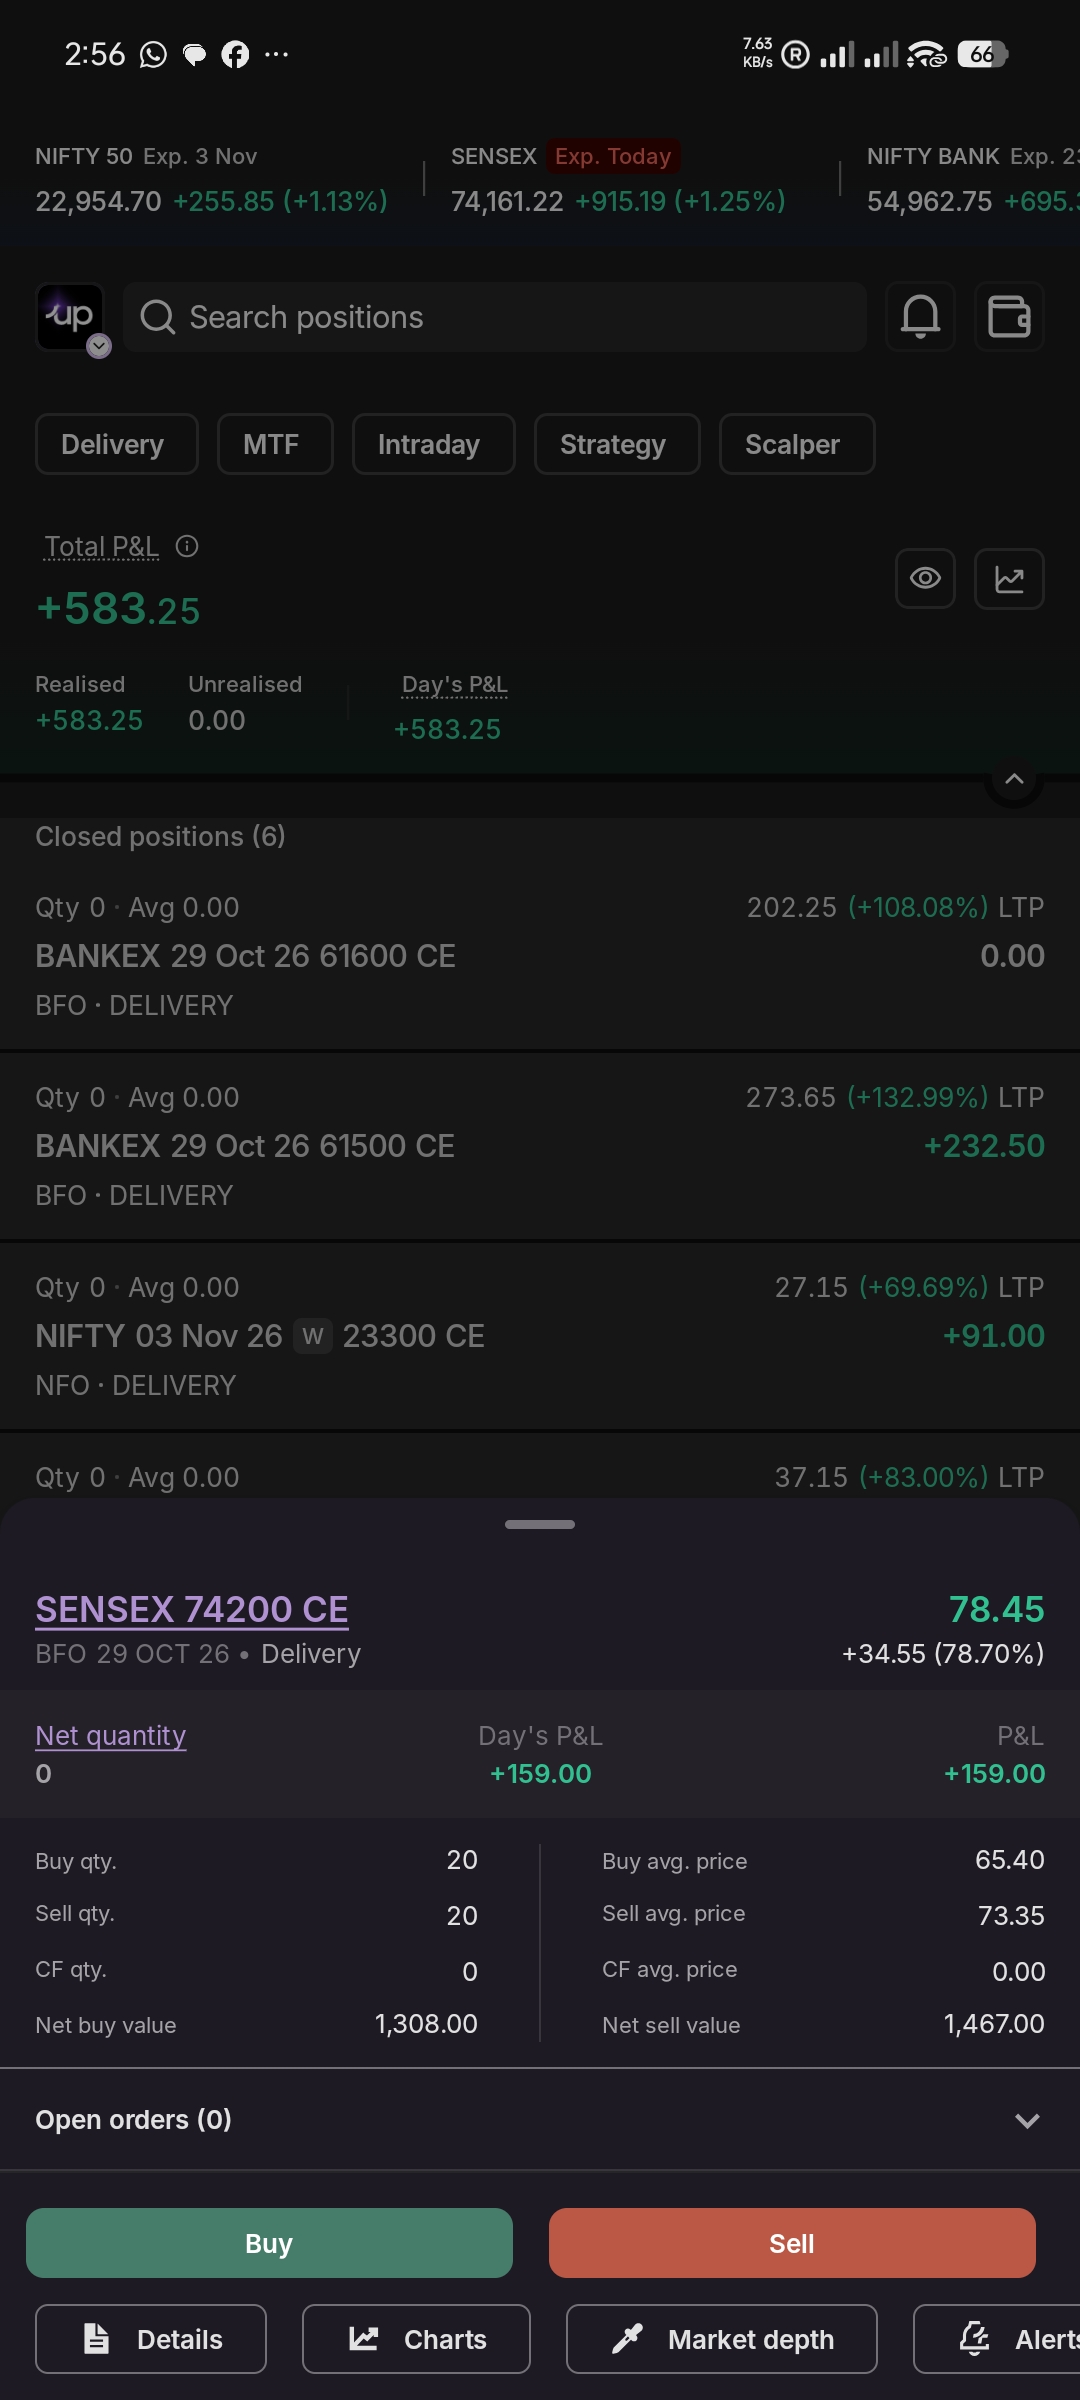 2:56 ... 7.63 KB/s R 66
NIFTY 50 Exp. 3 Nov SENSEX Exp. Today NIFTY BANK Exp.
22,954.70 +255.85 (+1.13%) 74,161.22 +915.19 (+1.25%) 54,962.75
up Search positions
Delivery MTF Intraday Strategy Scalper
Total P&L
+583.25
Realised Unrealised Day's P&L
+583.25 0.00 +583.25
Closed positions (6)
Qty 0 · Avg 0.00 202.25 (+108.08%) LTP
BANKEX 29 Oct 26 61600 CE 0.00
BFO · DELIVERY
Qty 0 · Avg 0.00 273.65 (+132.99%) LTP
BANKEX 29 Oct 26 61500 CE +232.50
BFO · DELIVERY
Qty 0 · Avg 0.00 27.15 (+69.69%) LTP
NIFTY 03 Nov 26 W 23300 CE +91.00
NFO · DELIVERY
Qty 0 · Avg 0.00 37.15 (+83.00%) LTP
SENSEX 74200 CE 78.45
BFO 29 OCT 26 • Delivery +34.55 (78.70%)
Net quantity Day's P&L P&L
0 +159.00 +159.00
Buy qty. 20 Buy avg. price 65.40
Sell qty. 20 Sell avg. price 73.35
CF qty. 0 CF avg. price 0.00
Net buy value 1,308.00 Net sell value 1,467.00
Open orders (0)
Buy Sell
Details Charts Market depth Alerts